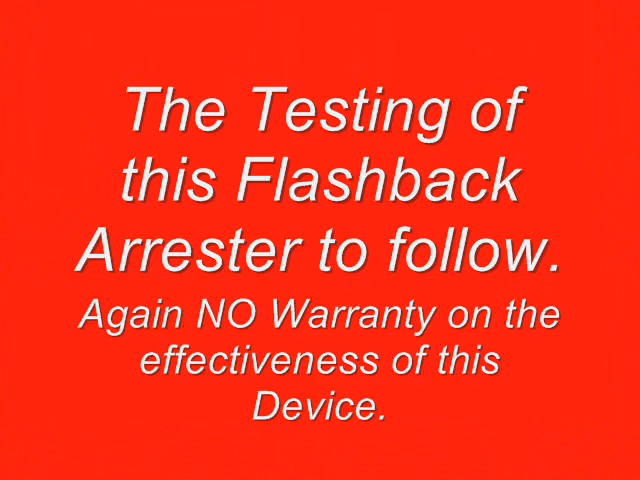 The Testing of
this Flashback
Arrester to follow.
Again NO Warranty on the
effectiveness of this
Device.